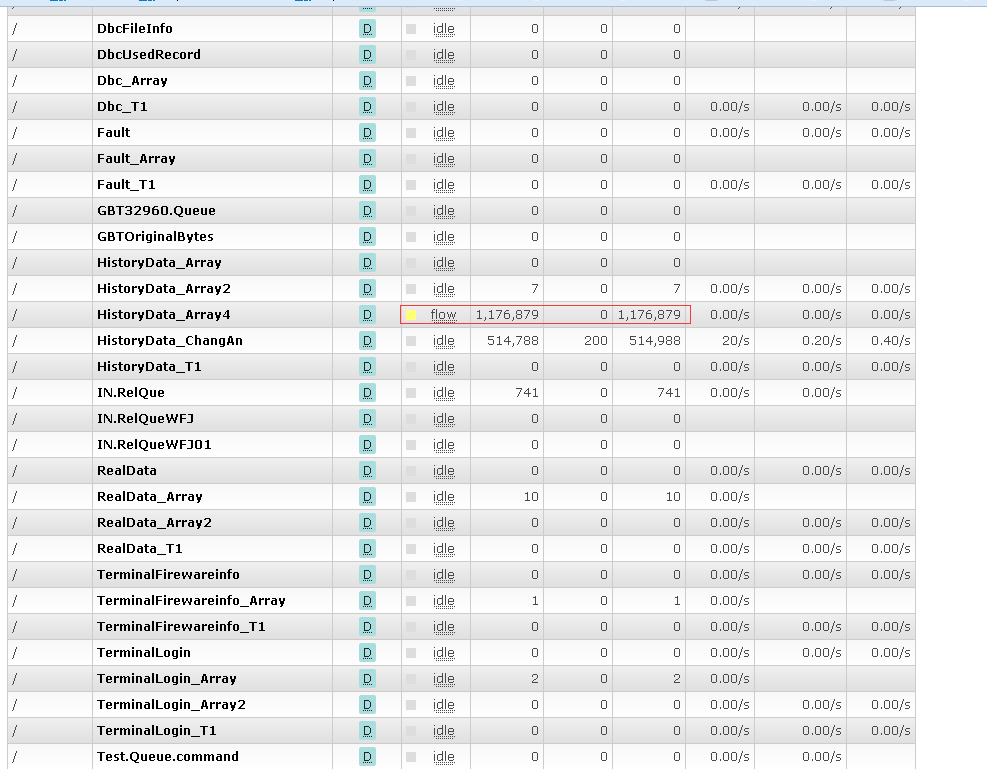 / DbcFileInfo D idle 0 0 0
/ DbcUsedRecord D idle 0 0 0
/ Dbc_Array D idle 0 0 0
/ Dbc_T1 D idle 0 0 0 0.00/s 0.00/s 0.00/s
/ Fault D idle 0 0 0 0.00/s 0.00/s 0.00/s
/ Fault_Array D idle 0 0 0
/ Fault_T1 D idle 0 0 0 0.00/s 0.00/s 0.00/s
/ GBT32960.Queue D idle 0 0 0
/ GBTOriginalBytes D idle 0 0 0
/ HistoryData_Array D idle 0 0 0
/ HistoryData_Array2 D idle 7 0 7 0.00/s 0.00/s 0.00/s
/ HistoryData_Array4 D flow 1,176,879 0 1,176,879 0.00/s 0.00/s 0.00/s
/ HistoryData_ChangAn D idle 514,788 200 514,988 20/s 0.20/s 0.40/s
/ HistoryData_T1 D idle 0 0 0 0.00/s 0.00/s 0.00/s
/ IN.RelQue D idle 741 0 741 0.00/s 0.00/s
/ IN.RelQueWFJ D idle 0 0 0
/ IN.RelQueWFJ01 D idle 0 0 0
/ RealData D idle 0 0 0 0.00/s 0.00/s 0.00/s
/ RealData_Array D idle 10 0 10 0.00/s
/ RealData_Array2 D idle 0 0 0 0.00/s 0.00/s 0.00/s
/ RealData_T1 D idle 0 0 0 0.00/s 0.00/s 0.00/s
/ TerminalFirewareinfo D idle 0 0 0 0.00/s 0.00/s 0.00/s
/ TerminalFirewareinfo_Array D idle 1 0 1 0.00/s
/ TerminalFirewareinfo_T1 D idle 0 0 0 0.00/s 0.00/s 0.00/s
/ TerminalLogin D idle 0 0 0 0.00/s 0.00/s 0.00/s
/ TerminalLogin_Array D idle 2 0 2 0.00/s
/ TerminalLogin_Array2 D idle 0 0 0 0.00/s 0.00/s 0.00/s
/ TerminalLogin_T1 D idle 0 0 0 0.00/s 0.00/s 0.00/s
/ Test.Queue.command D idle 0 0 0 0.00/s 0.00/s